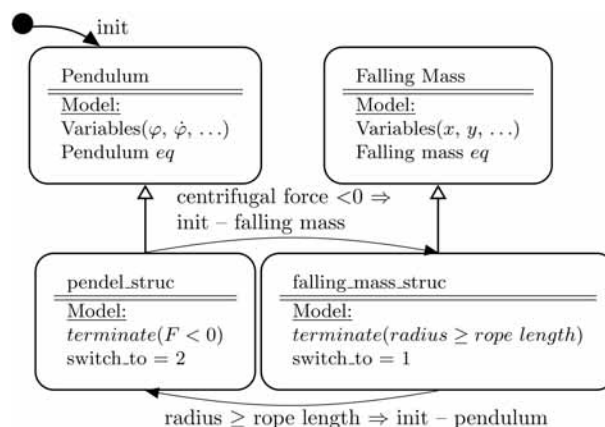 init
Pendulum
Model:
Variables(φ, φ̇, ...)
Pendulum eq
Falling Mass
Model:
Variables(x, y, ...)
Falling mass eq
centrifugal force <0 ⇒
init – falling mass
pendel_struc
Model:
terminate(F < 0)
switch_to = 2
falling_mass_struc
Model:
terminate(radius ≥ rope length)
switch_to = 1
radius ≥ rope length ⇒ init – pendulum